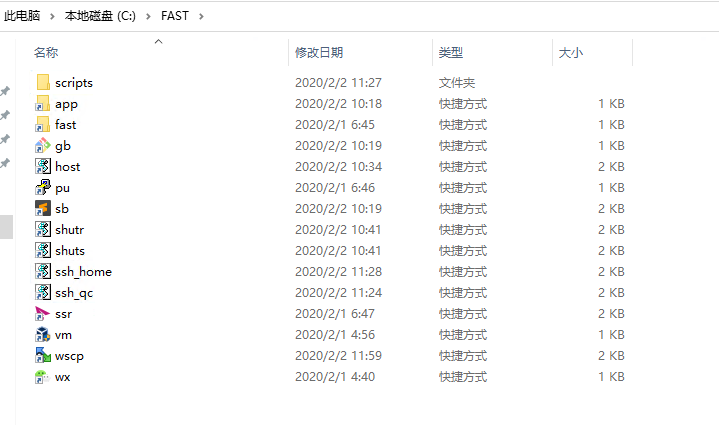 此电脑 > 本地磁盘 (C:) > FAST >
名称 修改日期 类型 大小
scripts 2020/2/2 11:27 文件夹
app 2020/2/2 10:18 快捷方式 1 KB
fast 2020/2/1 6:45 快捷方式 1 KB
gb 2020/2/2 10:19 快捷方式 1 KB
host 2020/2/2 10:34 快捷方式 2 KB
pu 2020/2/1 6:46 快捷方式 1 KB
sb 2020/2/2 10:19 快捷方式 2 KB
shutr 2020/2/2 10:41 快捷方式 2 KB
shuts 2020/2/2 10:41 快捷方式 2 KB
ssh_home 2020/2/2 11:28 快捷方式 2 KB
ssh_qc 2020/2/2 11:24 快捷方式 2 KB
ssr 2020/2/1 6:47 快捷方式 2 KB
vm 2020/2/1 4:56 快捷方式 1 KB
wscp 2020/2/2 11:59 快捷方式 2 KB
wx 2020/2/1 4:40 快捷方式 1 KB